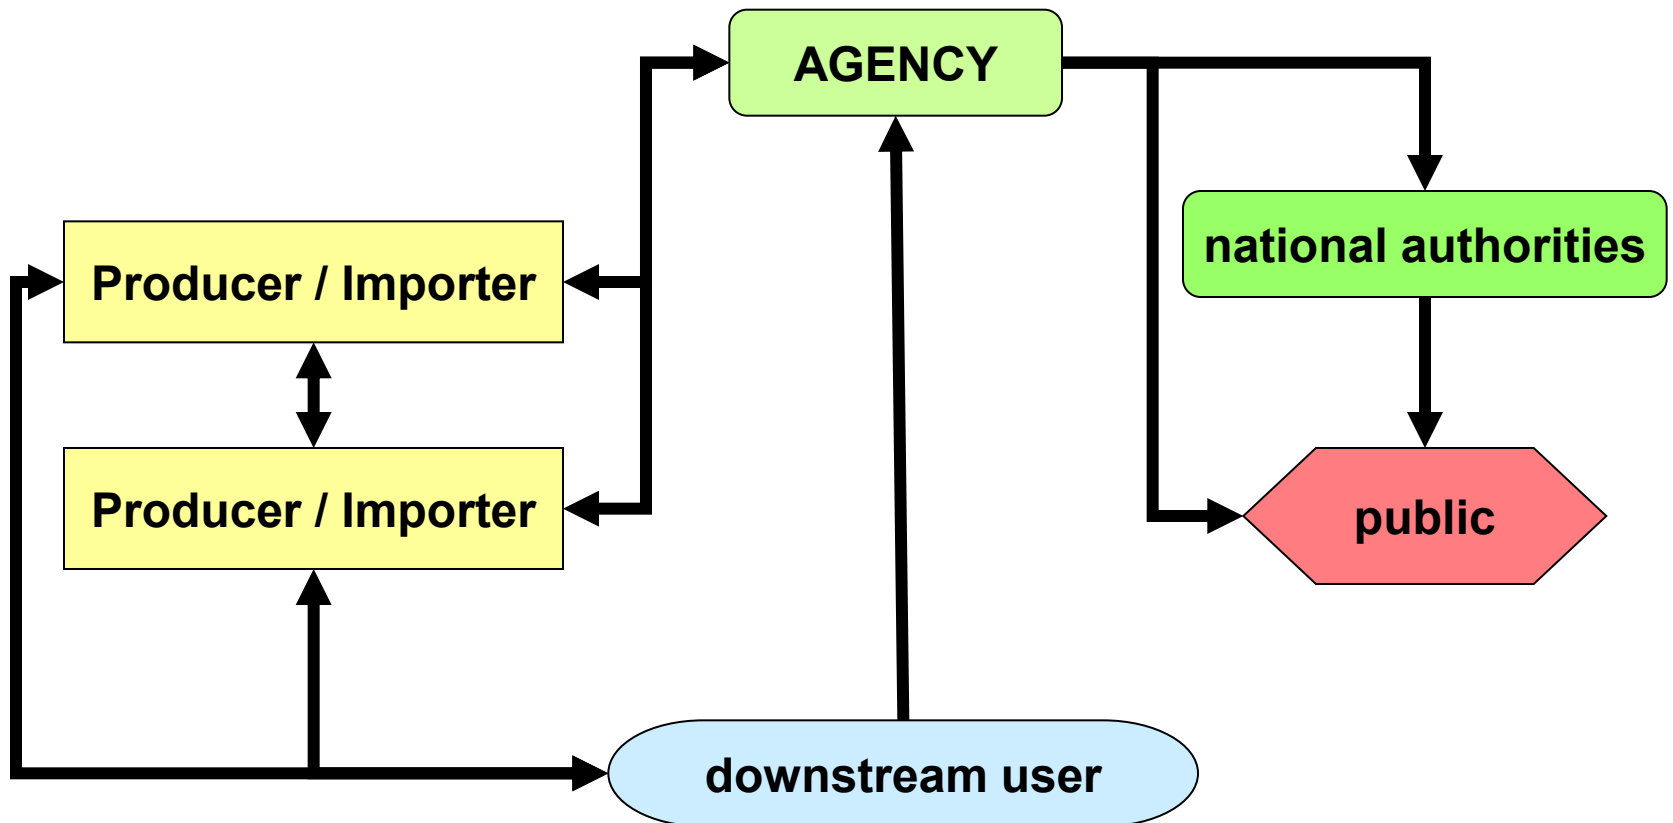 AGENCY
national authorities
Producer / Importer
Producer / Importer
public
downstream user